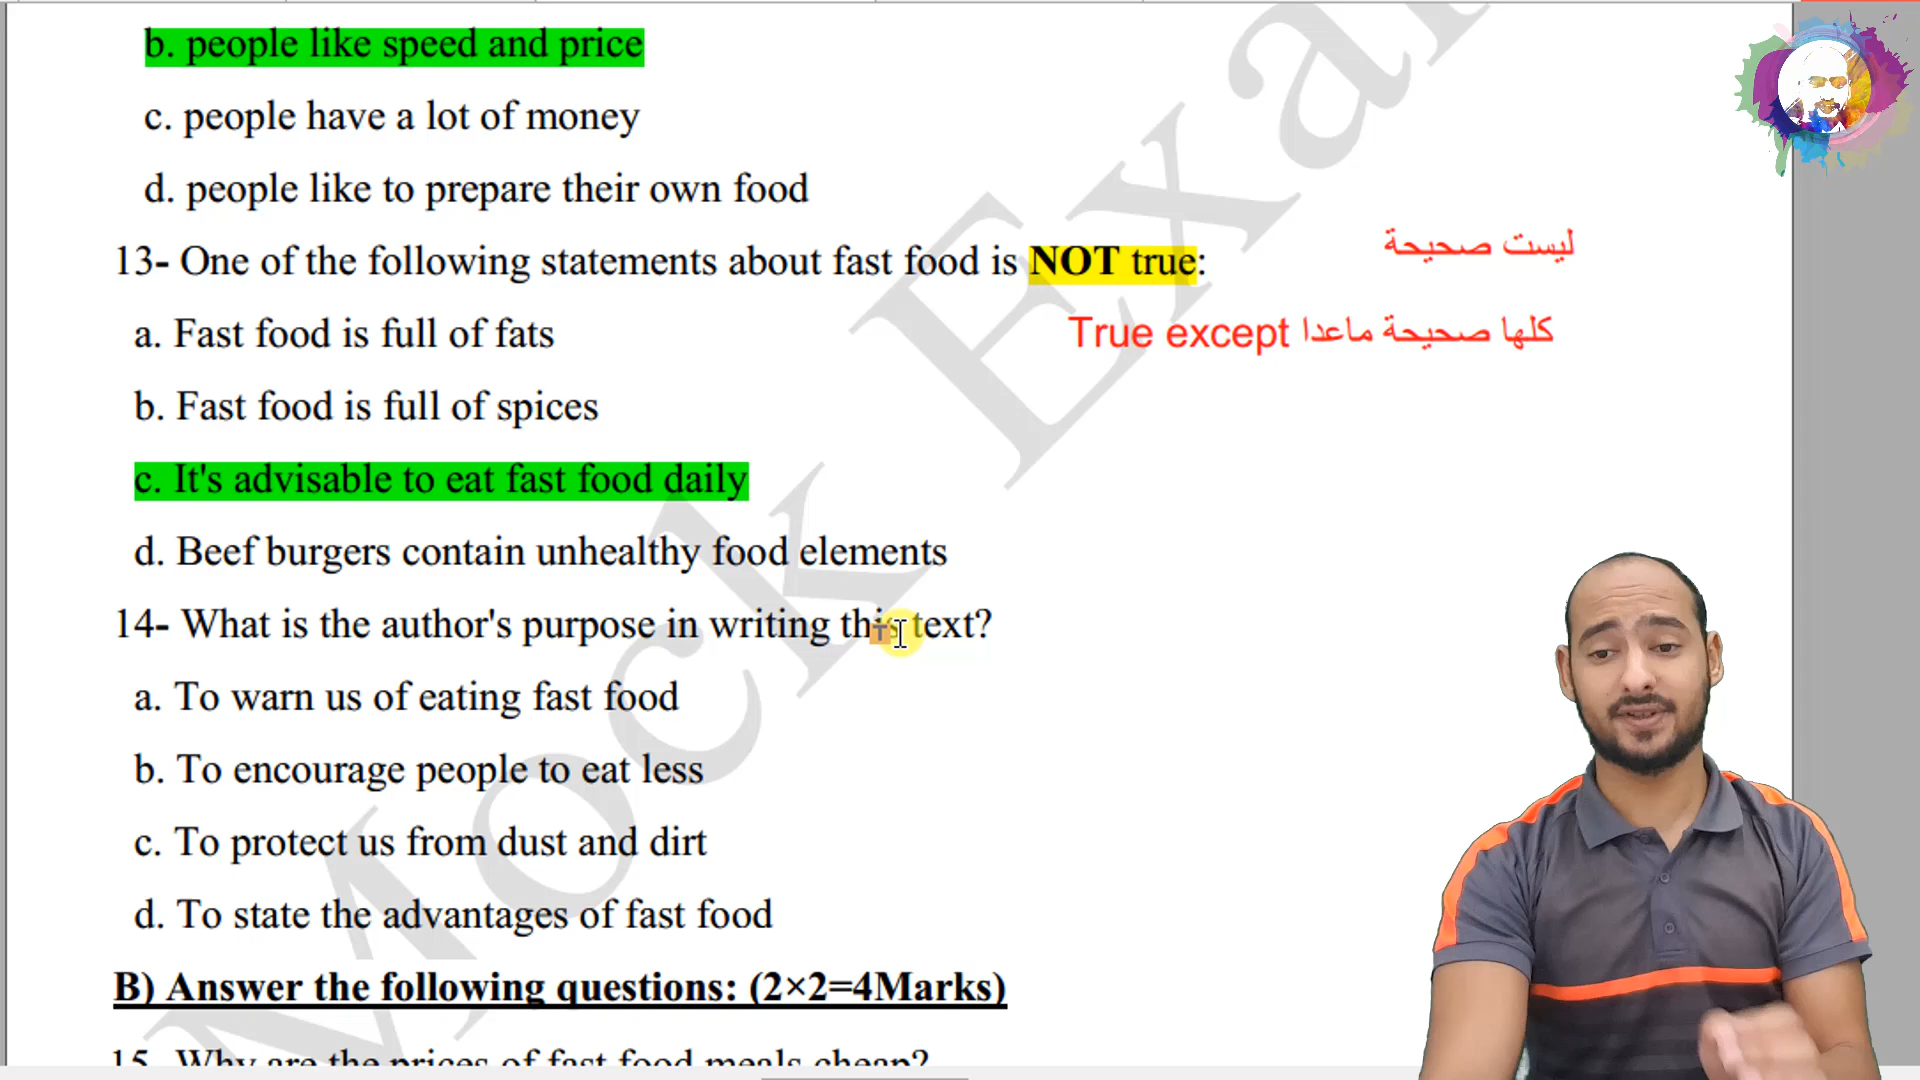 b. people like speed and price
c. people have a lot of money
d. people like to prepare their own food
13- One of the following statements about fast food is NOT true:
ليست صحيحة
a. Fast food is full of fats
True except كلها صحيحة ماعدا
b. Fast food is full of spices
c. It's advisable to eat fast food daily
d. Beef burgers contain unhealthy food elements
14- What is the author's purpose in writing this text?
a. To warn us of eating fast food
b. To encourage people to eat less
c. To protect us from dust and dirt
d. To state the advantages of fast food
B) Answer the following questions: (2×2=4Marks)
15- Why are the prices of fast food meals cheap?
Mock Exa